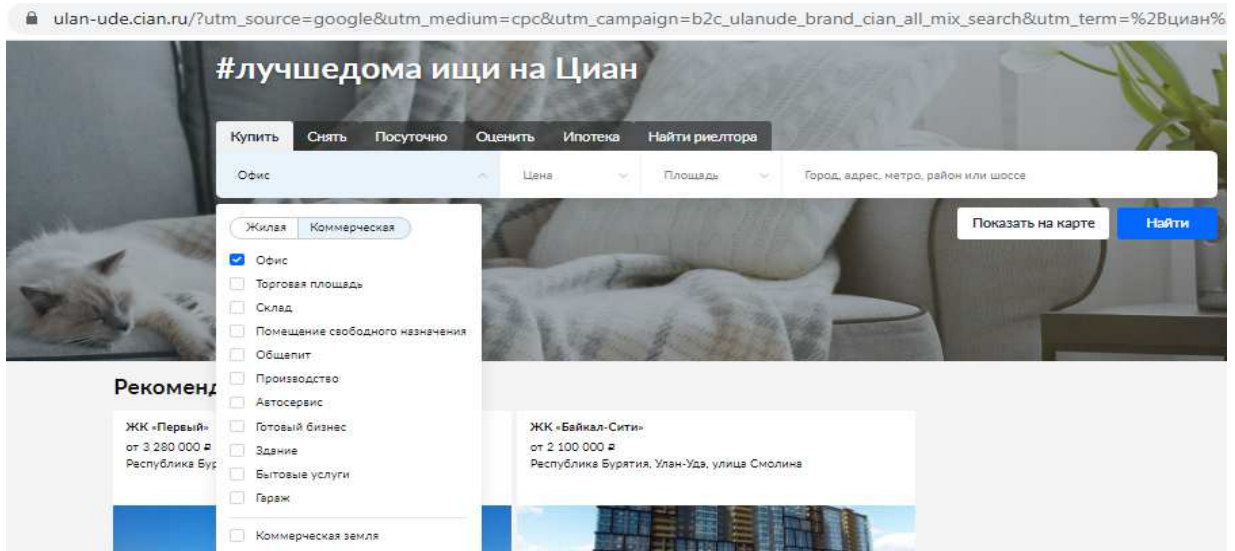 ulan-ude.cian.ru/?utm_source=google&utm_medium=cpc&utm_campaign=b2c_ulanude_brand_cian_all_mix_search&utm_term=%2Bциан%
#лучшедома ищи на Циан
Купить Снять Посуточно Оценить Ипотека Найти риелтора
Офис Цена Площадь Город, адрес, метро, район или шоссе
Показать на карте Найти
Жилая Коммерческая
Офис
Торговая площадь
Склад
Помещение свободного назначения
Общепит
Производство
Автосервис
Готовый бизнес
Здание
Бытовые услуги
Гараж
Коммерческая земля
Рекоменд
ЖК «Первый»
от 3 280 000 ₽
Республика Бур
ЖК «Байкал-Сити»
от 2 100 000 ₽
Республика Бурятия, Улан-Удэ, улица Смолина